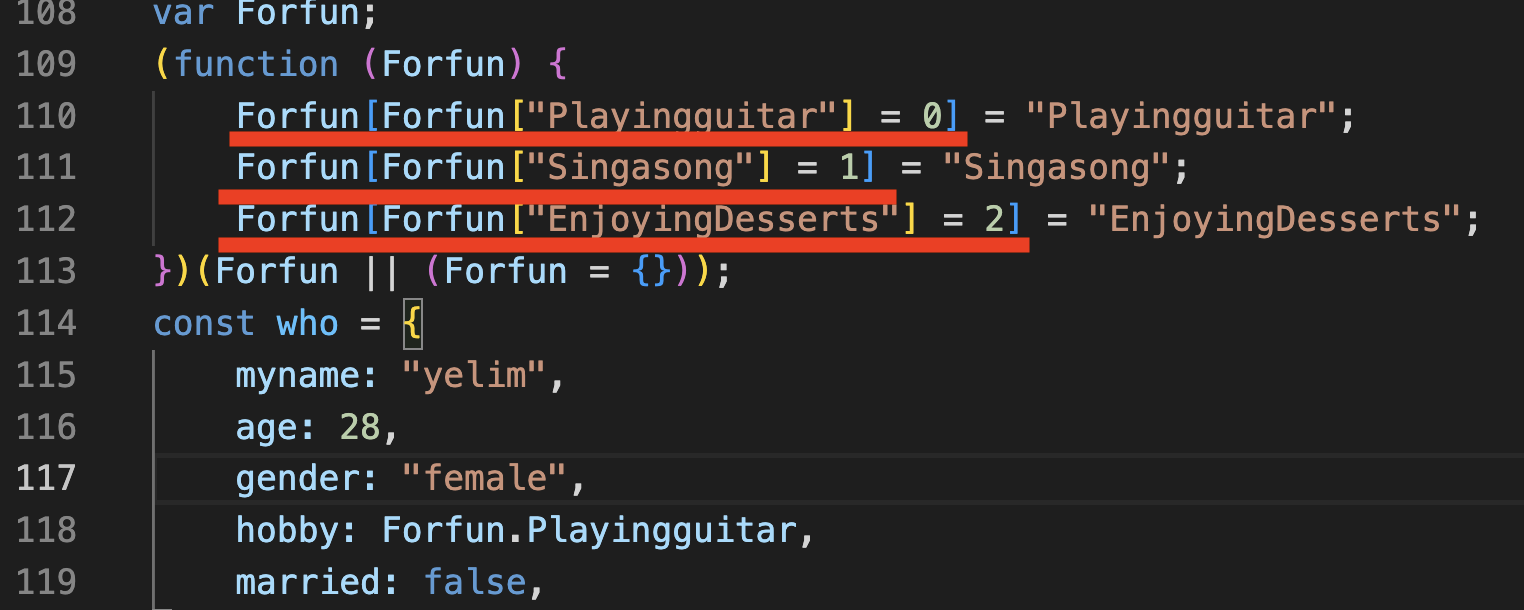 108 var Forfun;
109 (function (Forfun) {
110 Forfun[Forfun["Playingguitar"] = 0] = "Playingguitar";
111 Forfun[Forfun["Singasong"] = 1] = "Singasong";
112 Forfun[Forfun["EnjoyingDesserts"] = 2] = "EnjoyingDesserts";
113 })(Forfun || (Forfun = {}));
114 const who = {
115 myname: "yelim",
116 age: 28,
117 gender: "female",
118 hobby: Forfun.Playingguitar,
119 married: false,